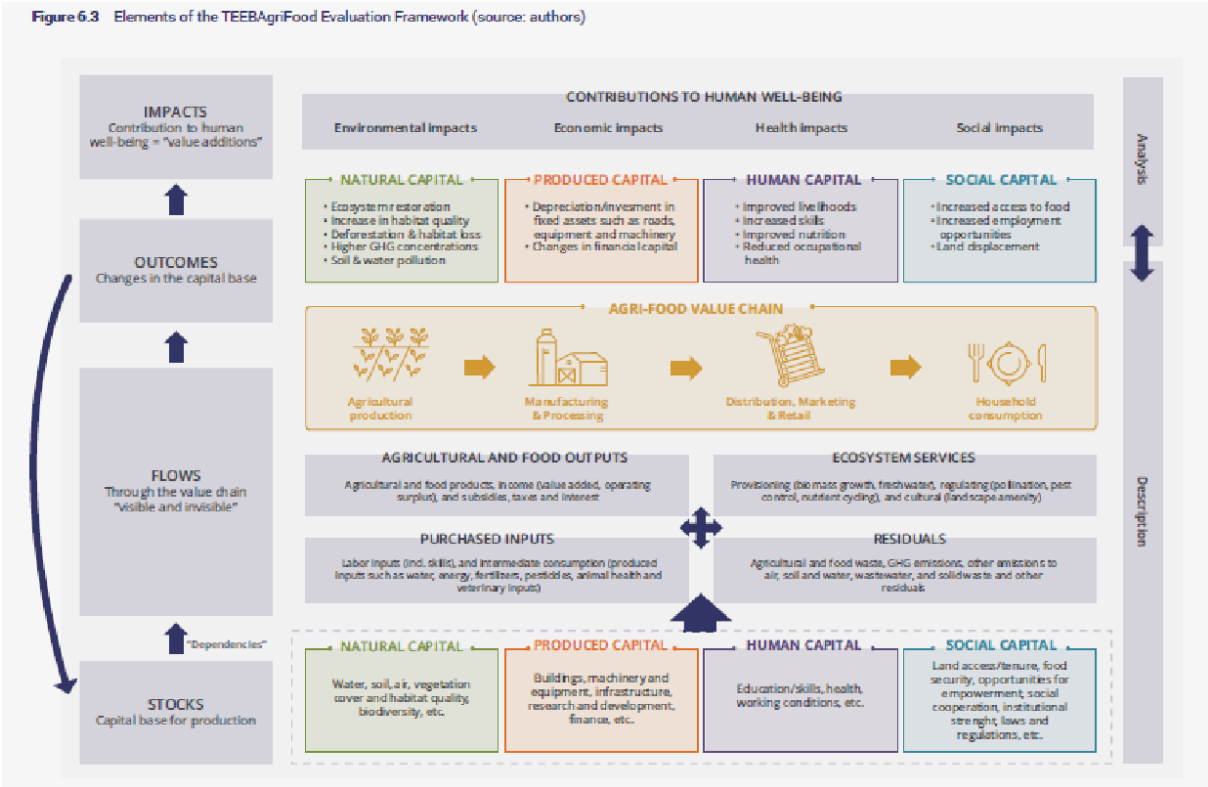 Figure 6.3 Elements of the TEEBAgriFood Evaluation Framework (source: authors)
IMPACTS
Contribution to human
well-being = “value additions”
CONTRIBUTIONS TO HUMAN WELL-BEING
Environmental impacts
Economic impacts
Health impacts
Social impacts
Analysis
OUTCOMES
Changes in the capital base
NATURAL CAPITAL
• Ecosystem restoration
• Increase in habitat quality
• Deforestation & habitat loss
• Higher GHG concentrations
• Soil & water pollution
PRODUCED CAPITAL
• Depreciation/invesment in
fixed assets such as roads,
equipment and machinery
• Changes in financial capital
HUMAN CAPITAL
• Improved livelihoods
• Increased skills
• Improved nutrition
• Reduced occupational
health
SOCIAL CAPITAL
• Increased access to food
• Increased employment
opportunities
• Land displacement
AGRI-FOOD VALUE CHAIN
Agricultural
production
Manufacturing
& Processing
Distribution, Marketing
& Retail
Household
consumption
FLOWS
Through the value chain
“visible and invisible”
AGRICULTURAL AND FOOD OUTPUTS
Agricultural and food products, income (value added, operating
surplus), and subsidies, taxes and interest
ECOSYSTEM SERVICES
Provisioning (biomass growth, freshwater), regulating (pollination, pest
control, nutrient cycling), and cultural (landscape amenity)
PURCHASED INPUTS
Labor inputs (incl. skills), and intermediate consumption (produced
inputs such as water, energy, fertilizers, pesticides, animal health and
veterinary inputs)
RESIDUALS
Agricultural and food waste, GHG emissions, other emissions to
air, soil and water, wastewater, and solid waste and other
residuals
Description
“Dependencies”
STOCKS
Capital base for production
NATURAL CAPITAL
Water, soil, air, vegetation
cover and habitat quality,
biodiversity, etc.
PRODUCED CAPITAL
Buildings, machinery and
equipment, infrastructure,
research and development,
finance, etc.
HUMAN CAPITAL
Education/skills, health,
working conditions, etc.
SOCIAL CAPITAL
Land access/tenure, food
security, opportunities for
empowerment, social
cooperation, institutional
strenght, laws and
regulations, etc.